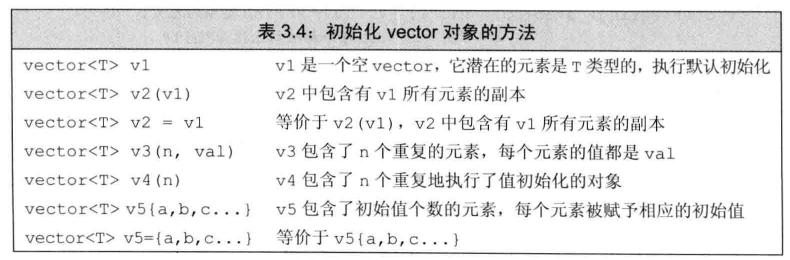 表 3.4：初始化 vector 对象的方法
vector<T> v1 v1 是一个空 vector，它潜在的元素是 T 类型的，执行默认初始化
vector<T> v2(v1) v2 中包含有 v1 所有元素的副本
vector<T> v2 = v1 等价于 v2(v1)，v2 中包含有 v1 所有元素的副本
vector<T> v3(n, val) v3 包含了 n 个重复的元素，每个元素的值都是 val
vector<T> v4(n) v4 包含了 n 个重复地执行了值初始化的对象
vector<T> v5{a,b,c...} v5 包含了初始值个数的元素，每个元素被赋予相应的初始值
vector<T> v5={a,b,c...} 等价于 v5{a,b,c...}